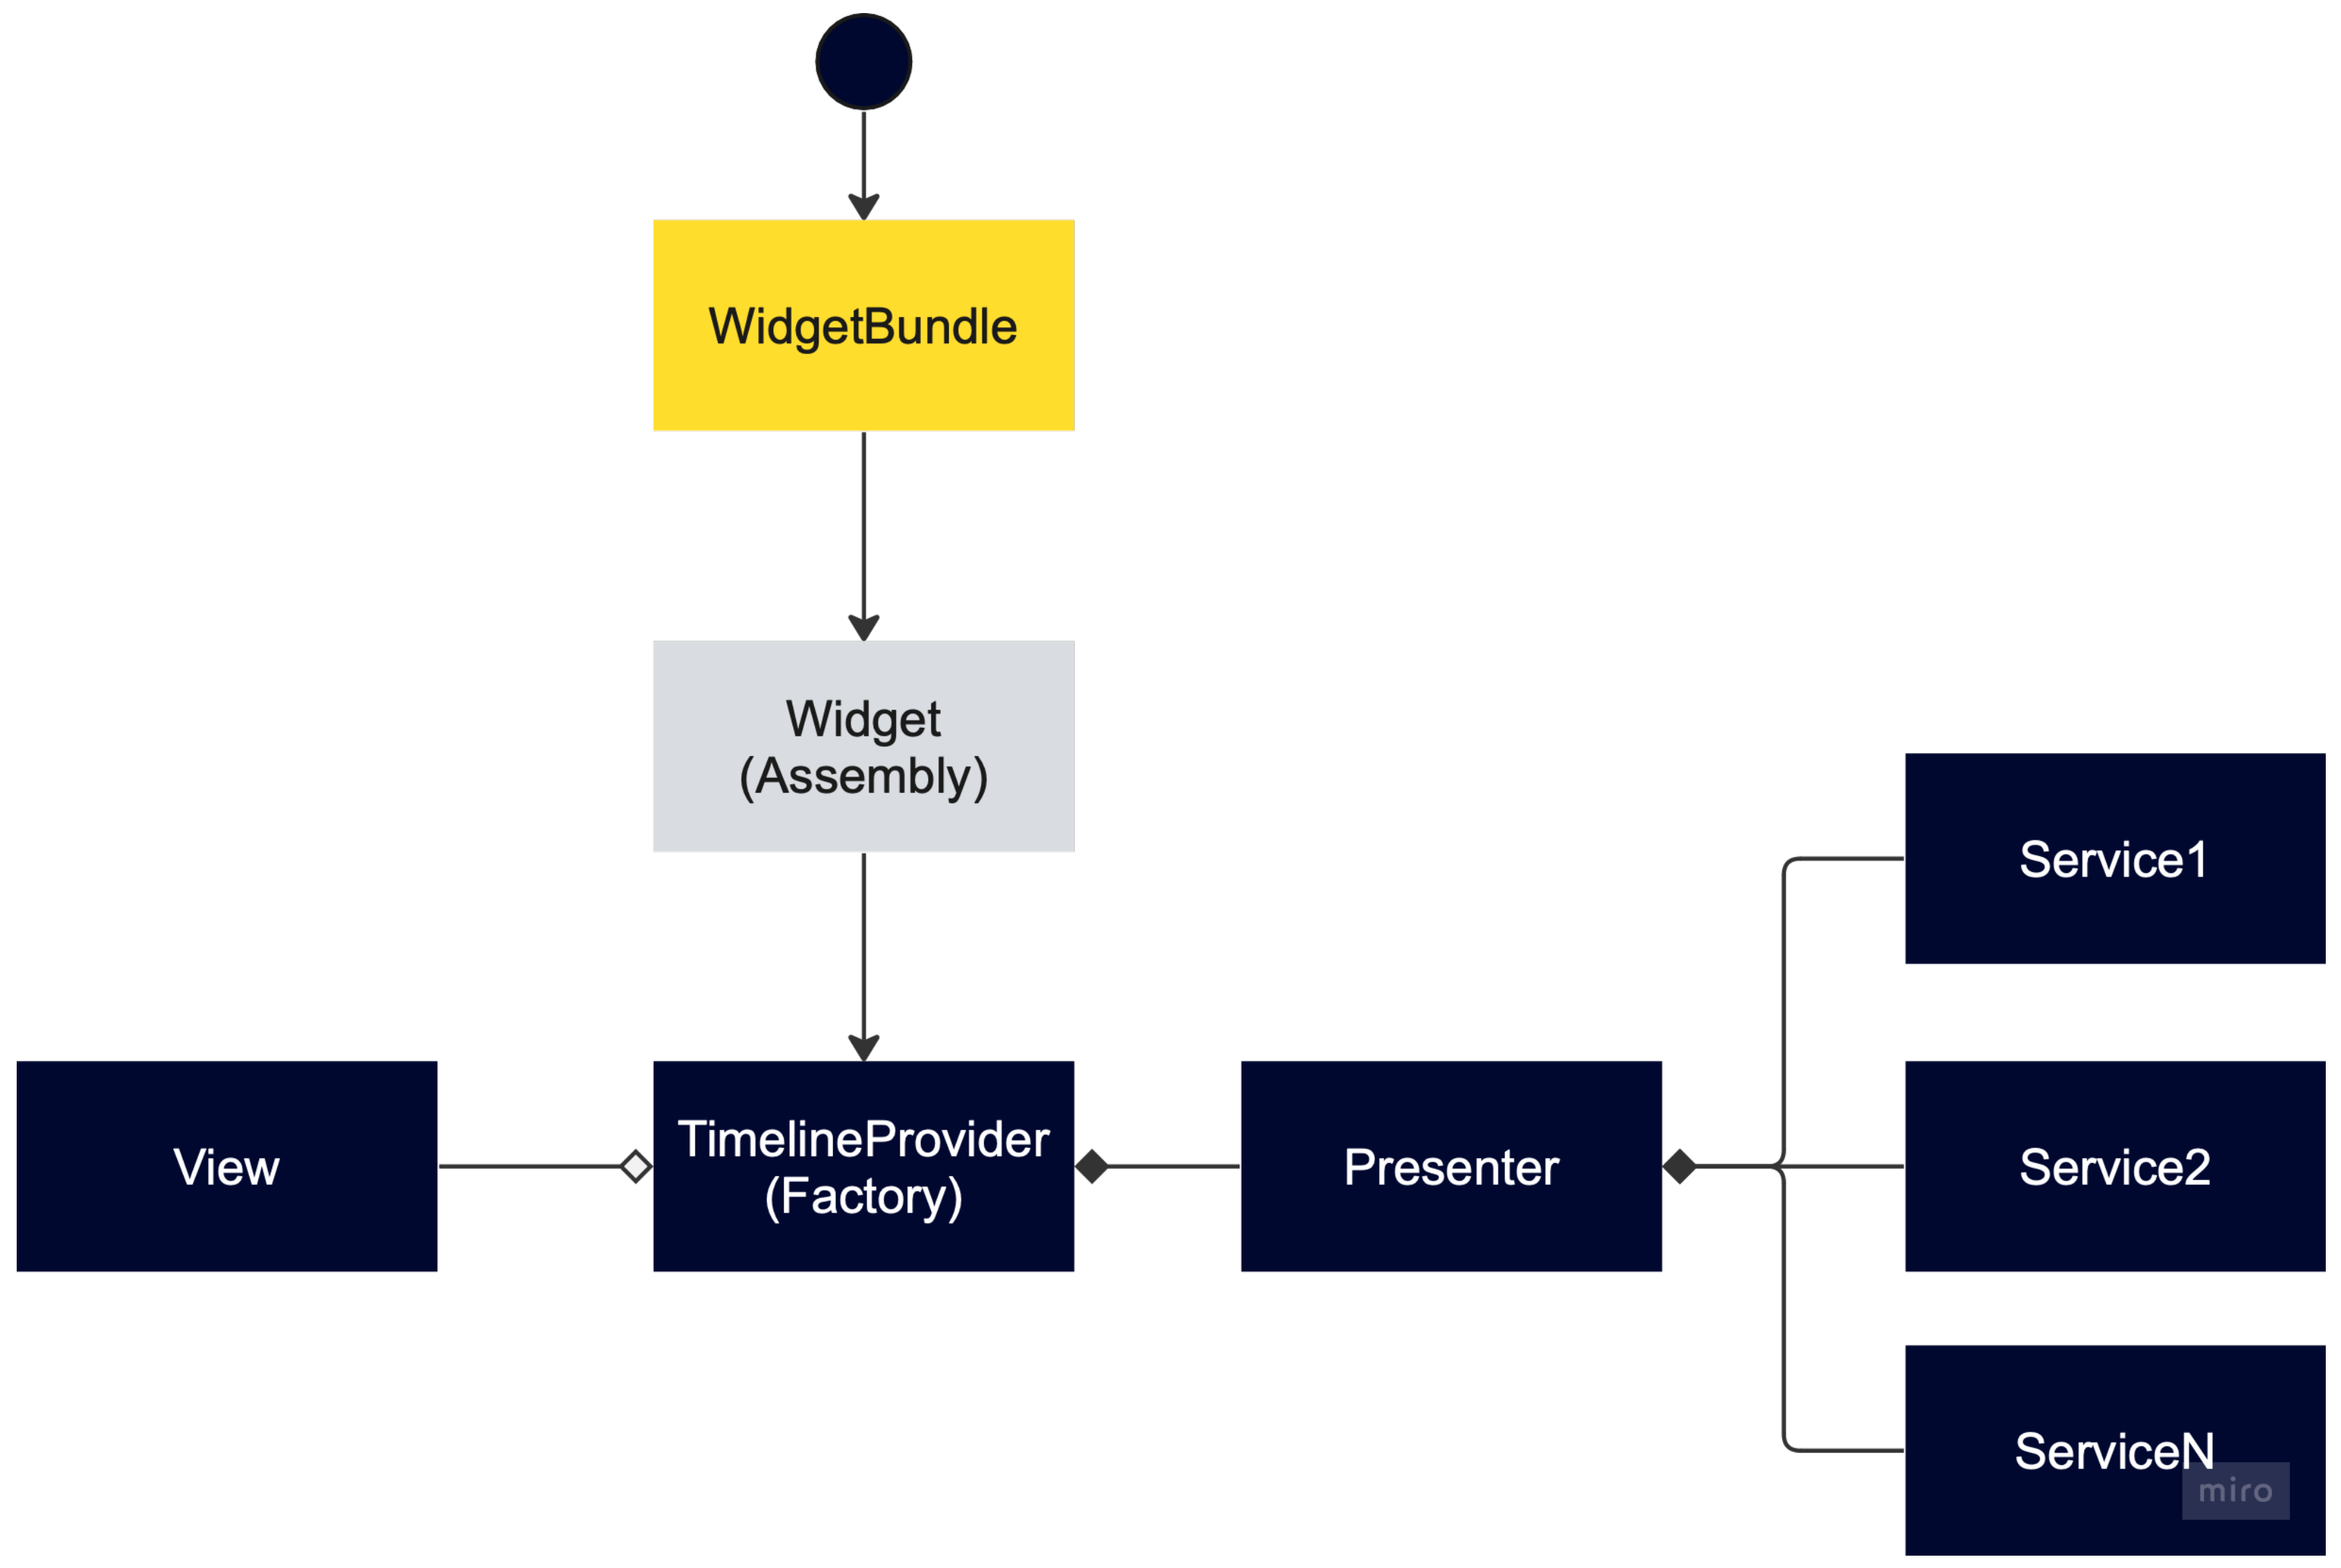 WidgetBundle
Widget
(Assembly)
Service1
View
TimelineProvider
(Factory)
Presenter
Service2
ServiceN
miro